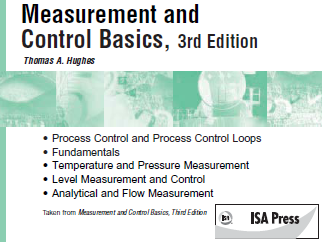 Measurement and
Control Basics, 3rd Edition
Thomas A. Hughes
• Process Control and Process Control Loops
• Fundamentals
• Temperature and Pressure Measurement
• Level Measurement and Control
• Analytical and Flow Measurement
Taken from Measurement and Control Basics, Third Edition
ISA Press